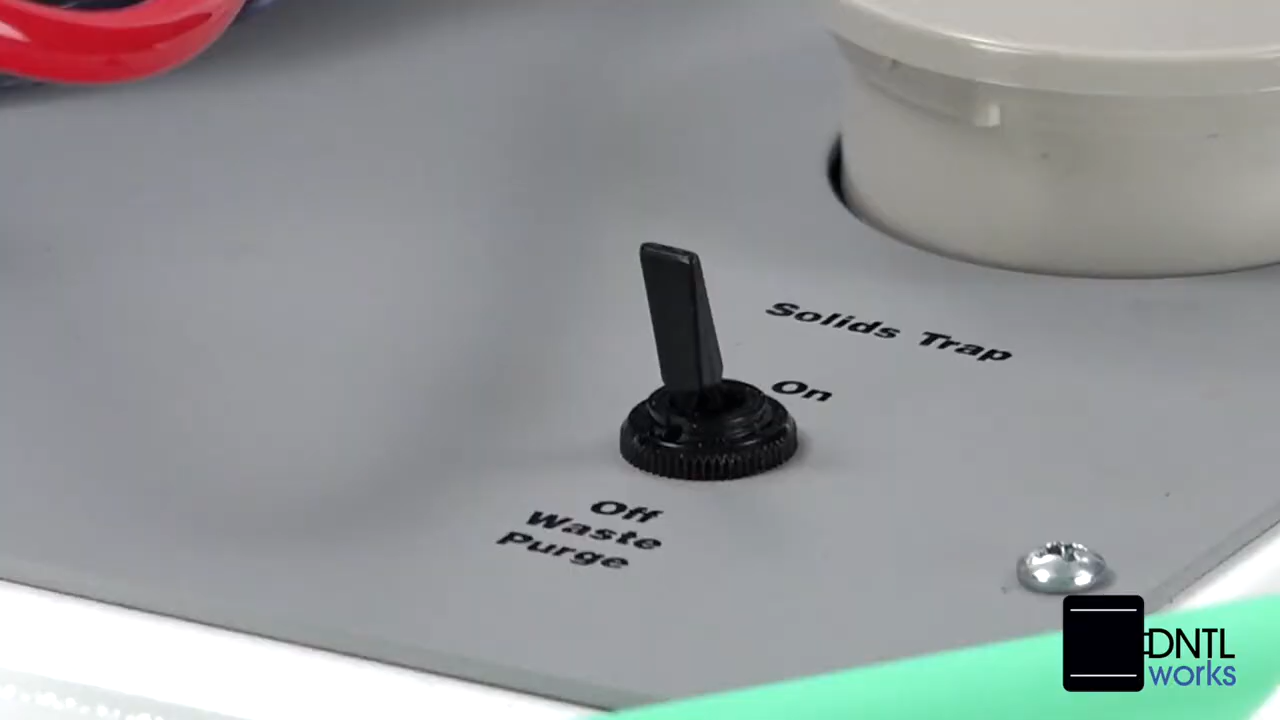 Solids Trap
On
Off
Waste
Purge
DNTL
works